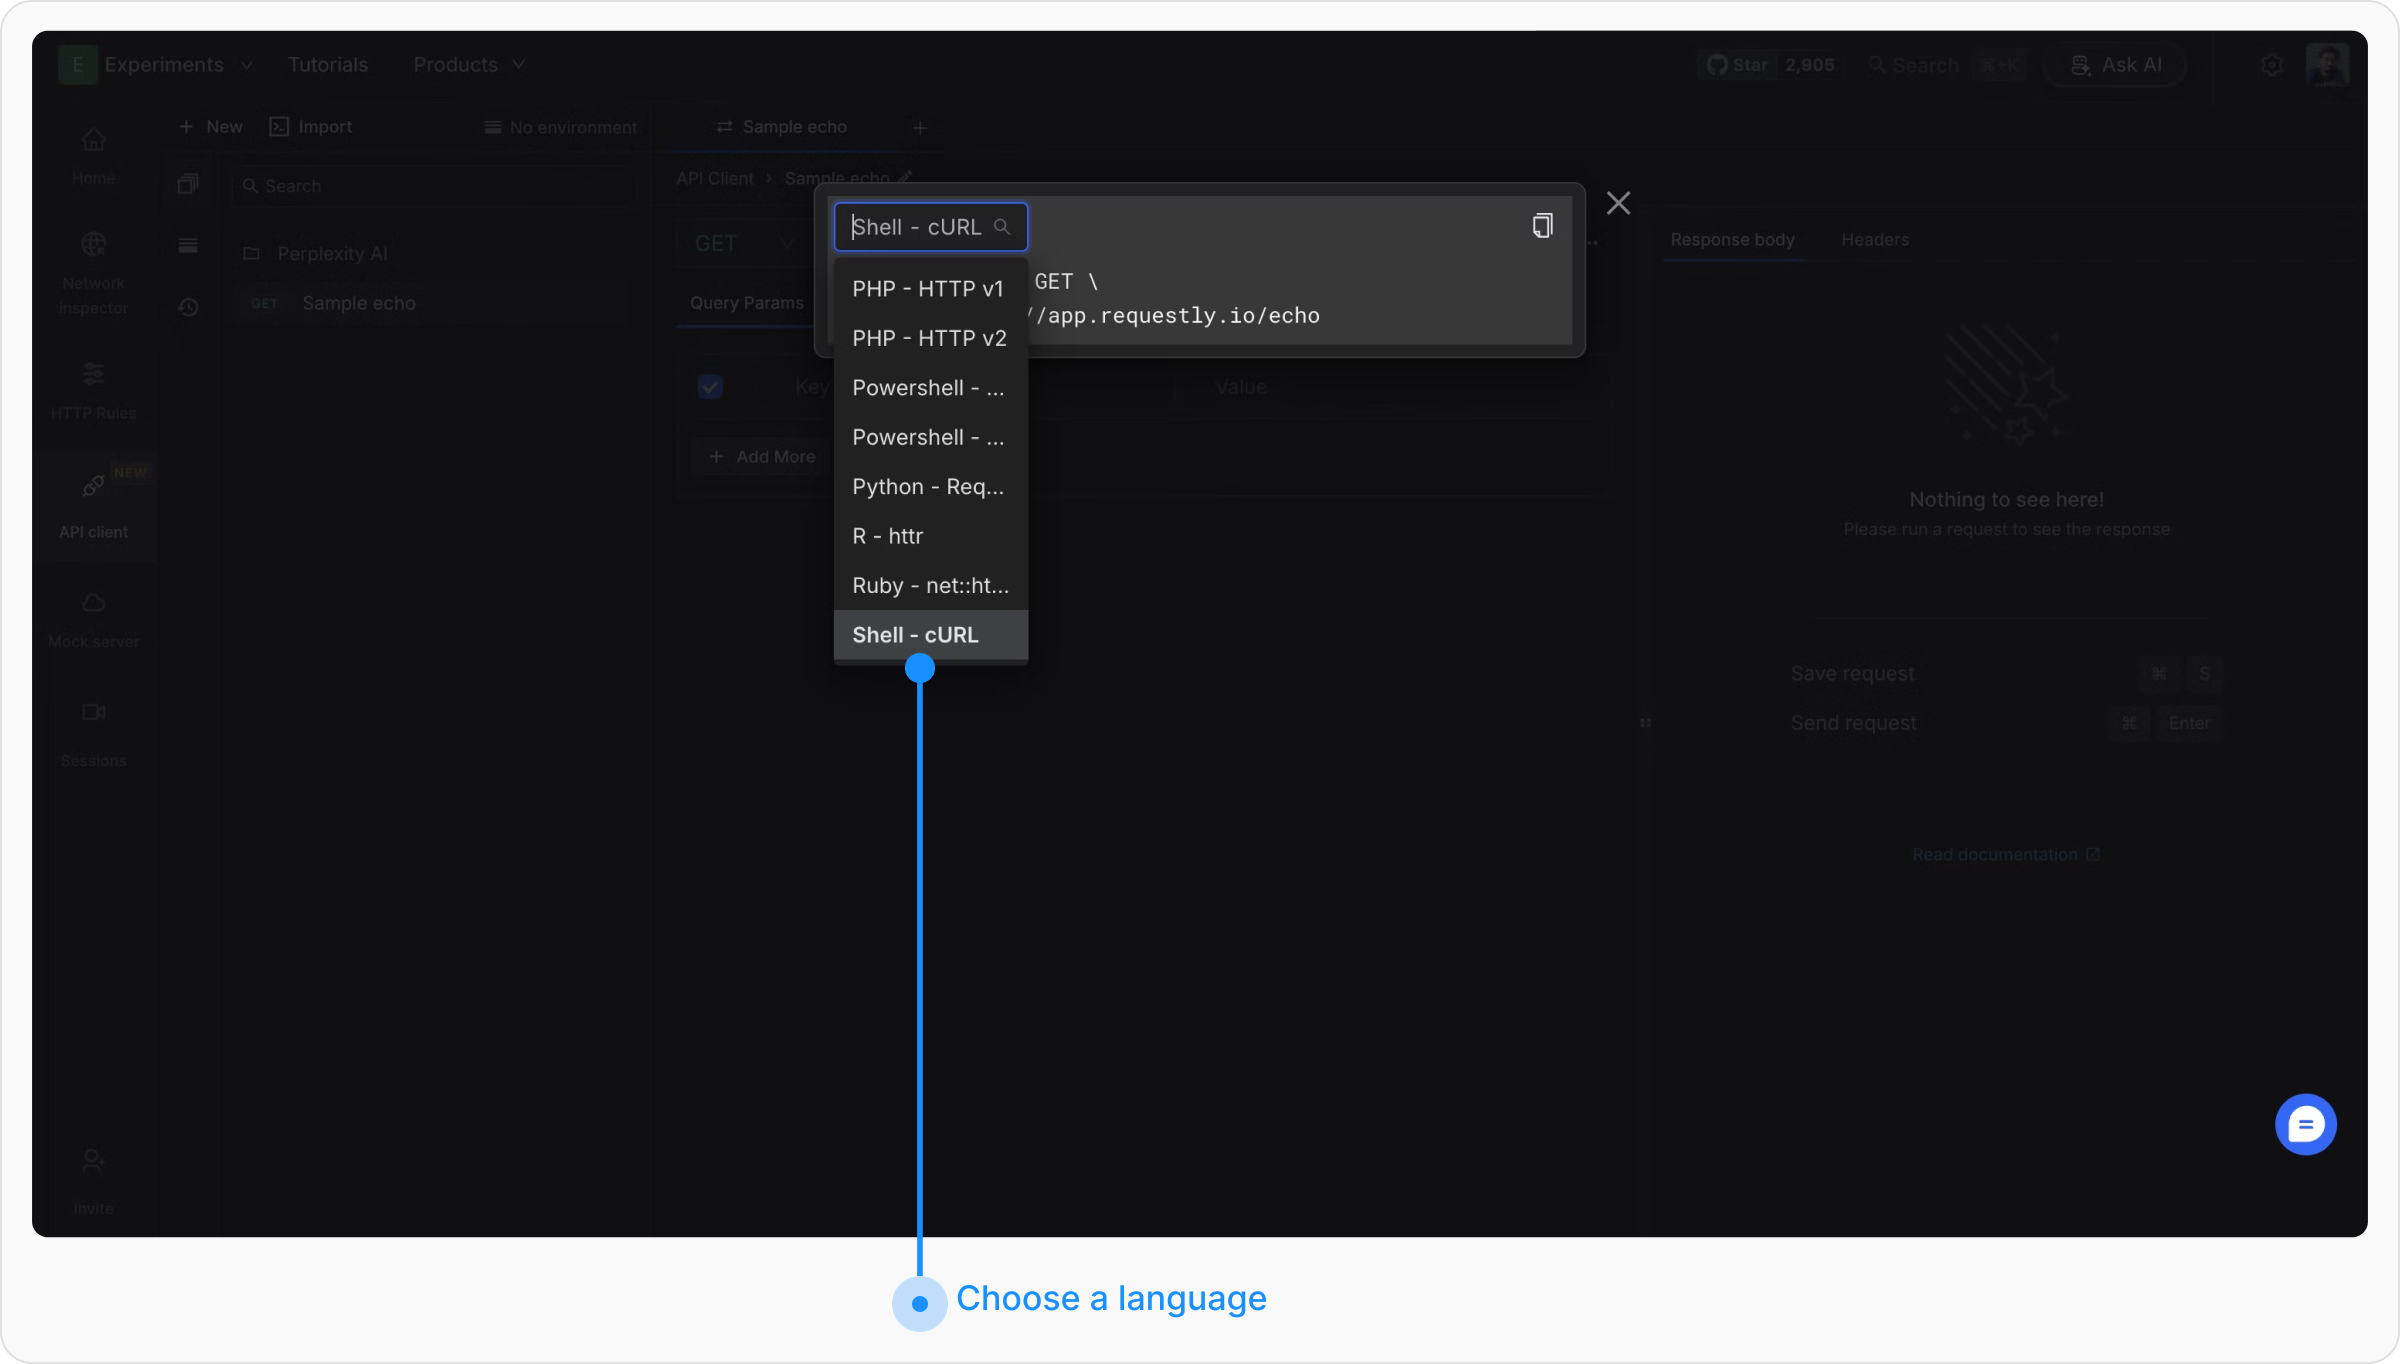 E Experiments Tutorials Products Star 2,905 Search ⌘+K Ask AI
New Import No environment Sample echo
Home
Search
API Client > Sample echo
Shell - cURL
GET
Response body Headers
Perplexity AI
Network
inspector
GET Sample echo
Query Params
GET \
//app.requestly.io/echo
PHP - HTTP v1
PHP - HTTP v2
Powershell - ...
Powershell - ...
Python - Req...
R - httr
Ruby - net::ht...
Shell - cURL
Key Value
Add More
HTTP Rules
NEW
API client
Mock server
Sessions
Invite
Nothing to see here!
Please run a request to see the response
Save request ⌘ S
Send request ⌘ Enter
Read documentation
Choose a language